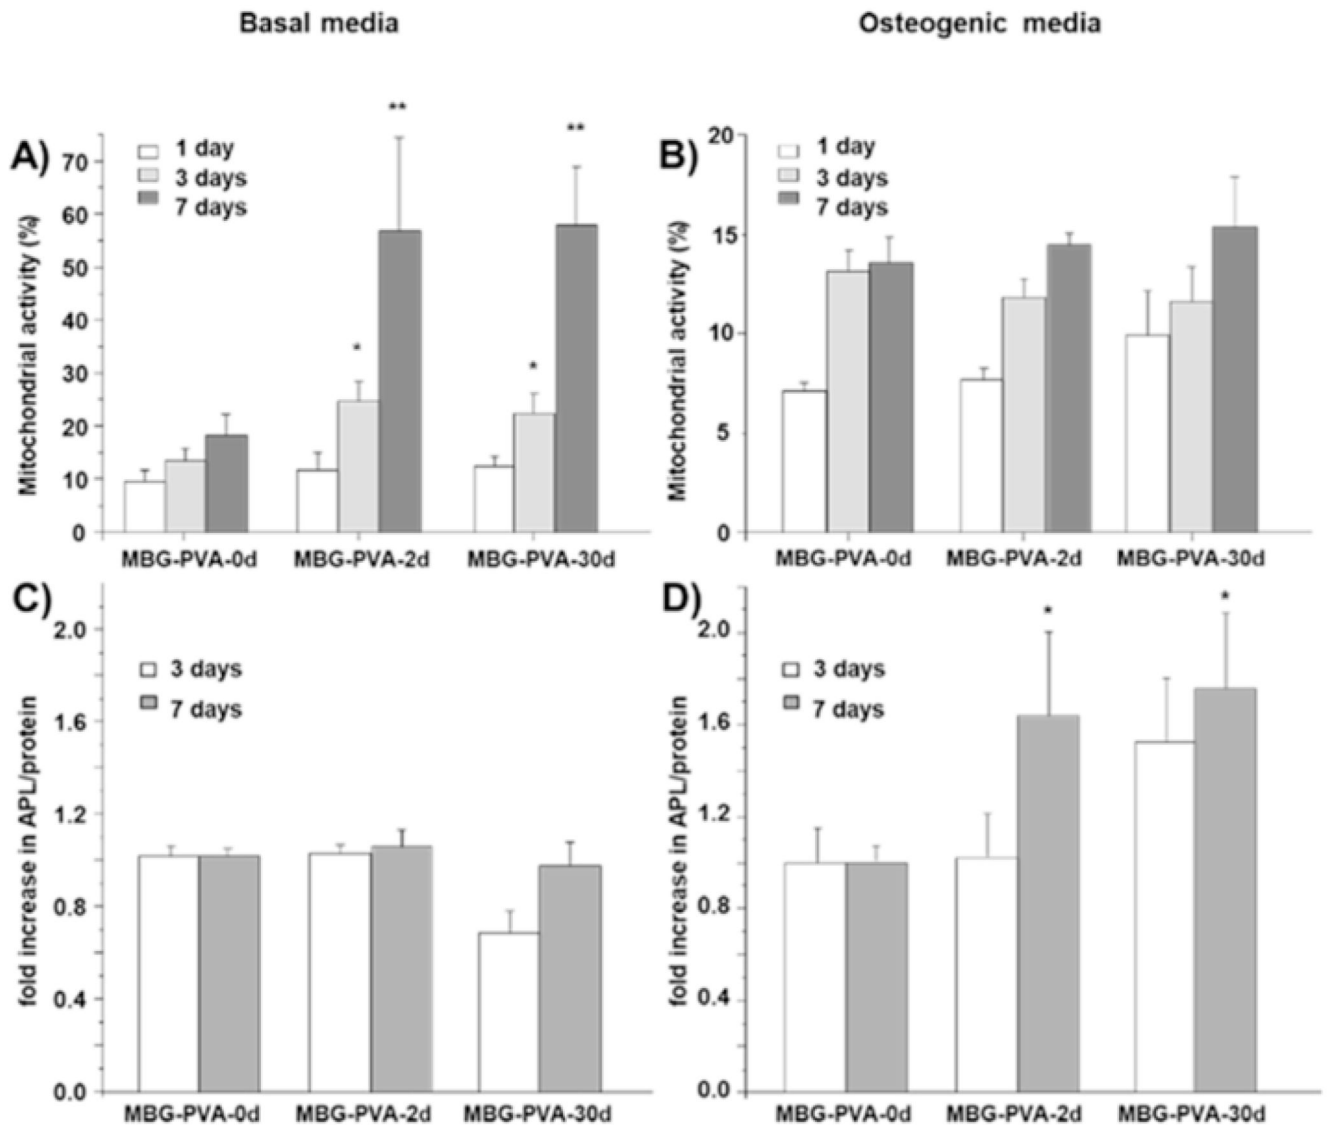 Basal media
Osteogenic media
A)
1 day
3 days
7 days
**
**
*
*
Mitochondrial activity (%)
70
60
50
40
30
20
10
0
MBG-PVA-0d MBG-PVA-2d MBG-PVA-30d
B)
1 day
3 days
7 days
Mitochondrial activity (%)
20
15
10
5
0
MBG-PVA-0d MBG-PVA-2d MBG-PVA-30d
C)
3 days
7 days
fold increase in APL/protein
2.0
1.6
1.2
0.8
0.4
0.0
MBG-PVA-0d MBG-PVA-2d MBG-PVA-30d
D)
3 days
7 days
*
*
fold increase in APL/protein
2.0
1.6
1.2
0.8
0.4
0.0
MBG-PVA-0d MBG-PVA-2d MBG-PVA-30d